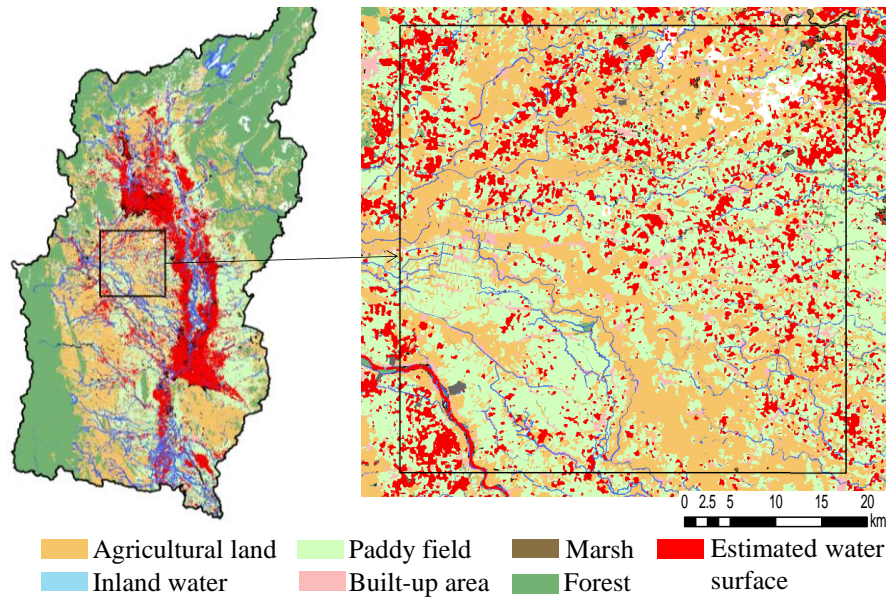 0 2.5 5 10 15 20
km
Agricultural land Paddy field Marsh Estimated water
Inland water Built-up area Forest surface